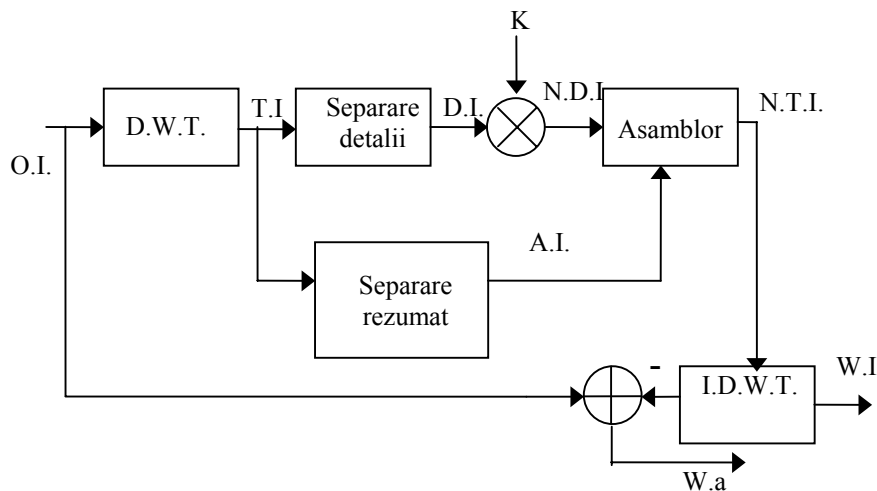 K
T.I
Separare
detalii
D.I.
N.D.I
N.T.I.
D.W.T.
Asamblor
O.I.
A.I.
Separare
rezumat
-
I.D.W.T.
W.I
W.a